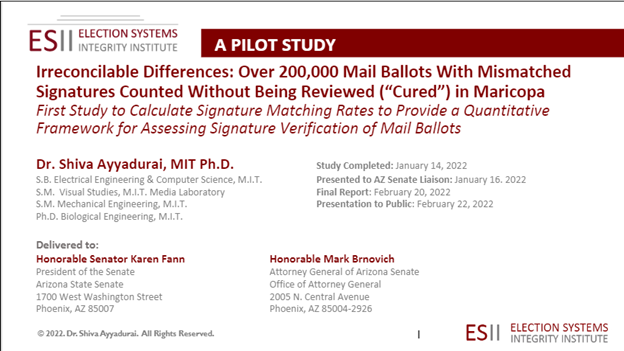 ESII ELECTION SYSTEMS
INTEGRITY INSTITUTE
A PILOT STUDY
Irreconcilable Differences: Over 200,000 Mail Ballots With Mismatched
Signatures Counted Without Being Reviewed (“Cured”) in Maricopa
First Study to Calculate Signature Matching Rates to Provide a Quantitative
Framework for Assessing Signature Verification of Mail Ballots
Dr. Shiva Ayyadurai, MIT Ph.D.
S.B. Electrical Engineering & Computer Science, M.I.T.
S.M. Visual Studies, M.I.T. Media Laboratory
S.M. Mechanical Engineering, M.I.T.
Ph.D. Biological Engineering, M.I.T.
Study Completed: January 14, 2022
Presented to AZ Senate Liaison: January 16. 2022
Final Report: February 20, 2022
Presentation to Public: February 22, 2022
Delivered to:
Honorable Senator Karen Fann
President of the Senate
Arizona State Senate
1700 West Washington Street
Phoenix, AZ 85007
Honorable Mark Brnovich
Attorney General of Arizona Senate
Office of Attorney General
2005 N. Central Avenue
Phoenix, AZ 85004-2926
© 2022. Dr. Shiva Ayyadurai. All Rights Reserved.
1
ESII ELECTION SYSTEMS
INTEGRITY INSTITUTE